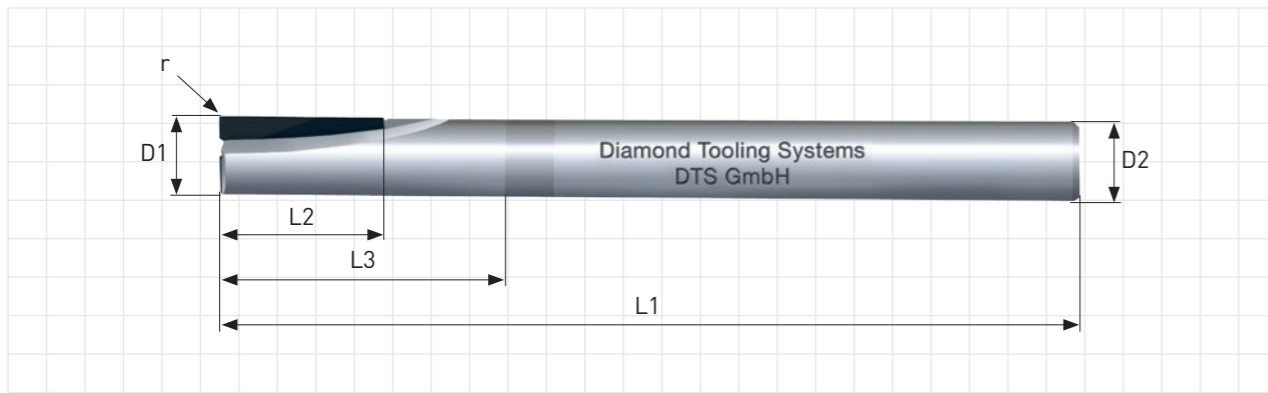 r
D1
Diamond Tooling Systems
DTS GmbH
D2
L2
L3
L1